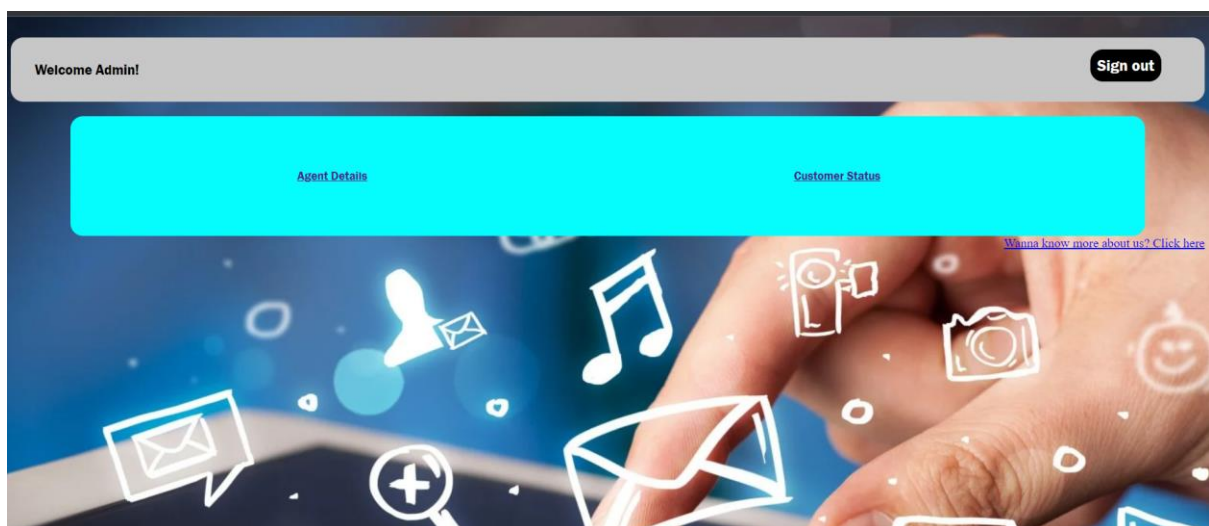 Welcome Admin!
Sign out
Agent Details
Customer Status
Wanna know more about us? Click here